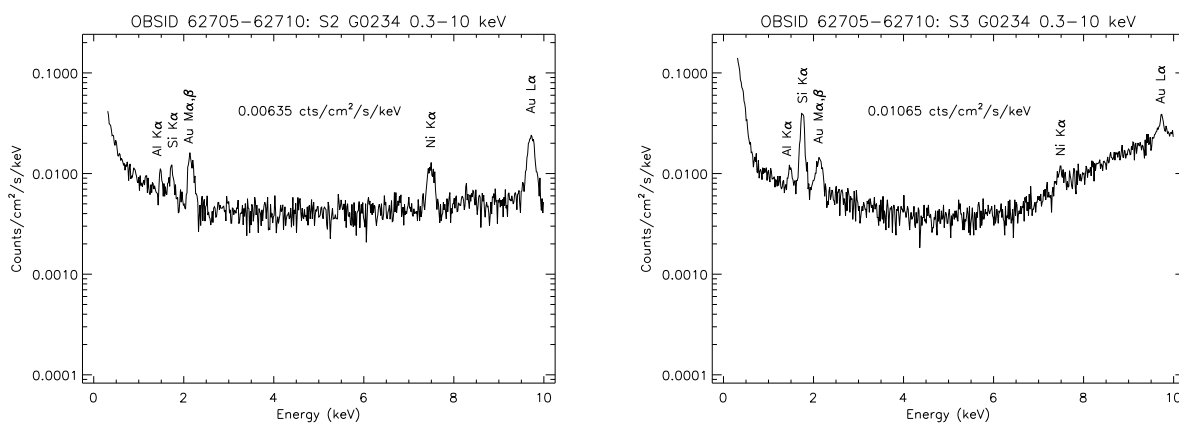 OBSID 62705-62710: S2 G0234 0.3-10 keV
0.1000
0.0100
0.0010
0.0001
Counts/cm²/s/keV
0.00635 cts/cm²/s/keV
Al Kα
Si Kα
Au Mα,β
Ni Kα
Au Lα
0 2 4 6 8 10
Energy (keV)
OBSID 62705-62710: S3 G0234 0.3-10 keV
0.1000
0.0100
0.0010
0.0001
Counts/cm²/s/keV
0.01065 cts/cm²/s/keV
Al Kα
Si Kα
Au Mα,β
Ni Kα
Au Lα
0 2 4 6 8 10
Energy (keV)